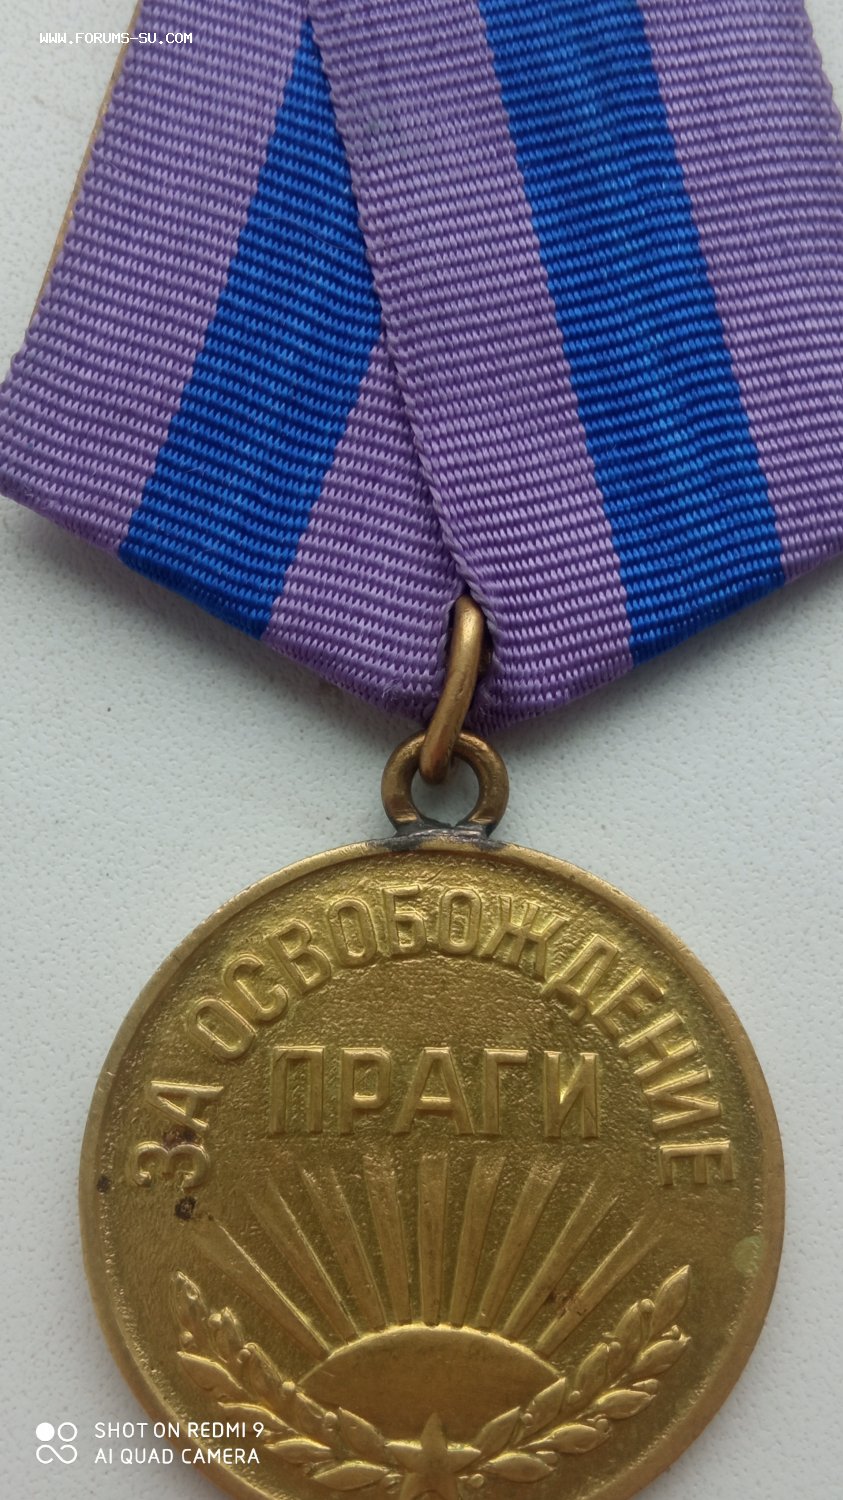 WWW.FORUMS-SU.COM
ЗА ОСВОБОЖДЕНИЕ
ПРАГИ
SHOT ON REDMI 9
AI QUAD CAMERA